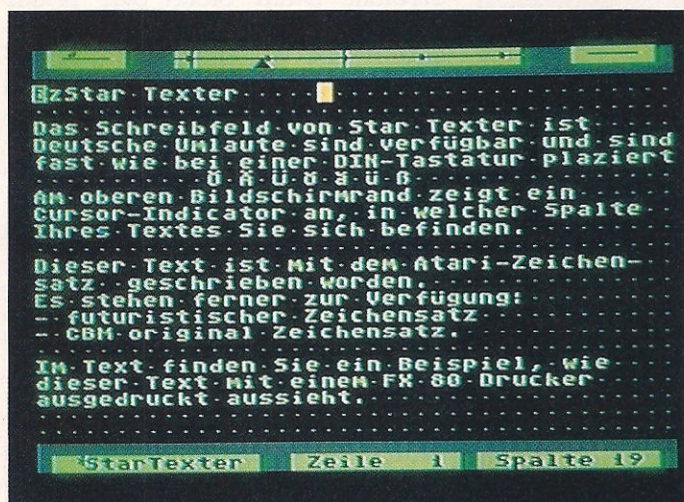 EzStar Texter
Das Schreibfeld von Star Texter ist
Deutsche Umlaute sind verfügbar und sind
fast wie bei einer DIN-Tastatur plaziert
Ö Ä Ü ö ä ü ß
Am oberen Bildschirmrand zeigt ein
Cursor-Indicator an, in welcher Spalte
Ihres Textes Sie sich befinden.
Dieser Text ist mit dem Atari-Zeichen-
satz geschrieben worden.
Es stehen ferner zur Verfügung:
- futuristischer Zeichensatz
- CBM original Zeichensatz.
Im Text finden Sie ein Beispiel, wie
dieser Text mit einem FX 80 Drucker
ausgedruckt aussieht.
*StarTexter Zeile 1 Spalte 19